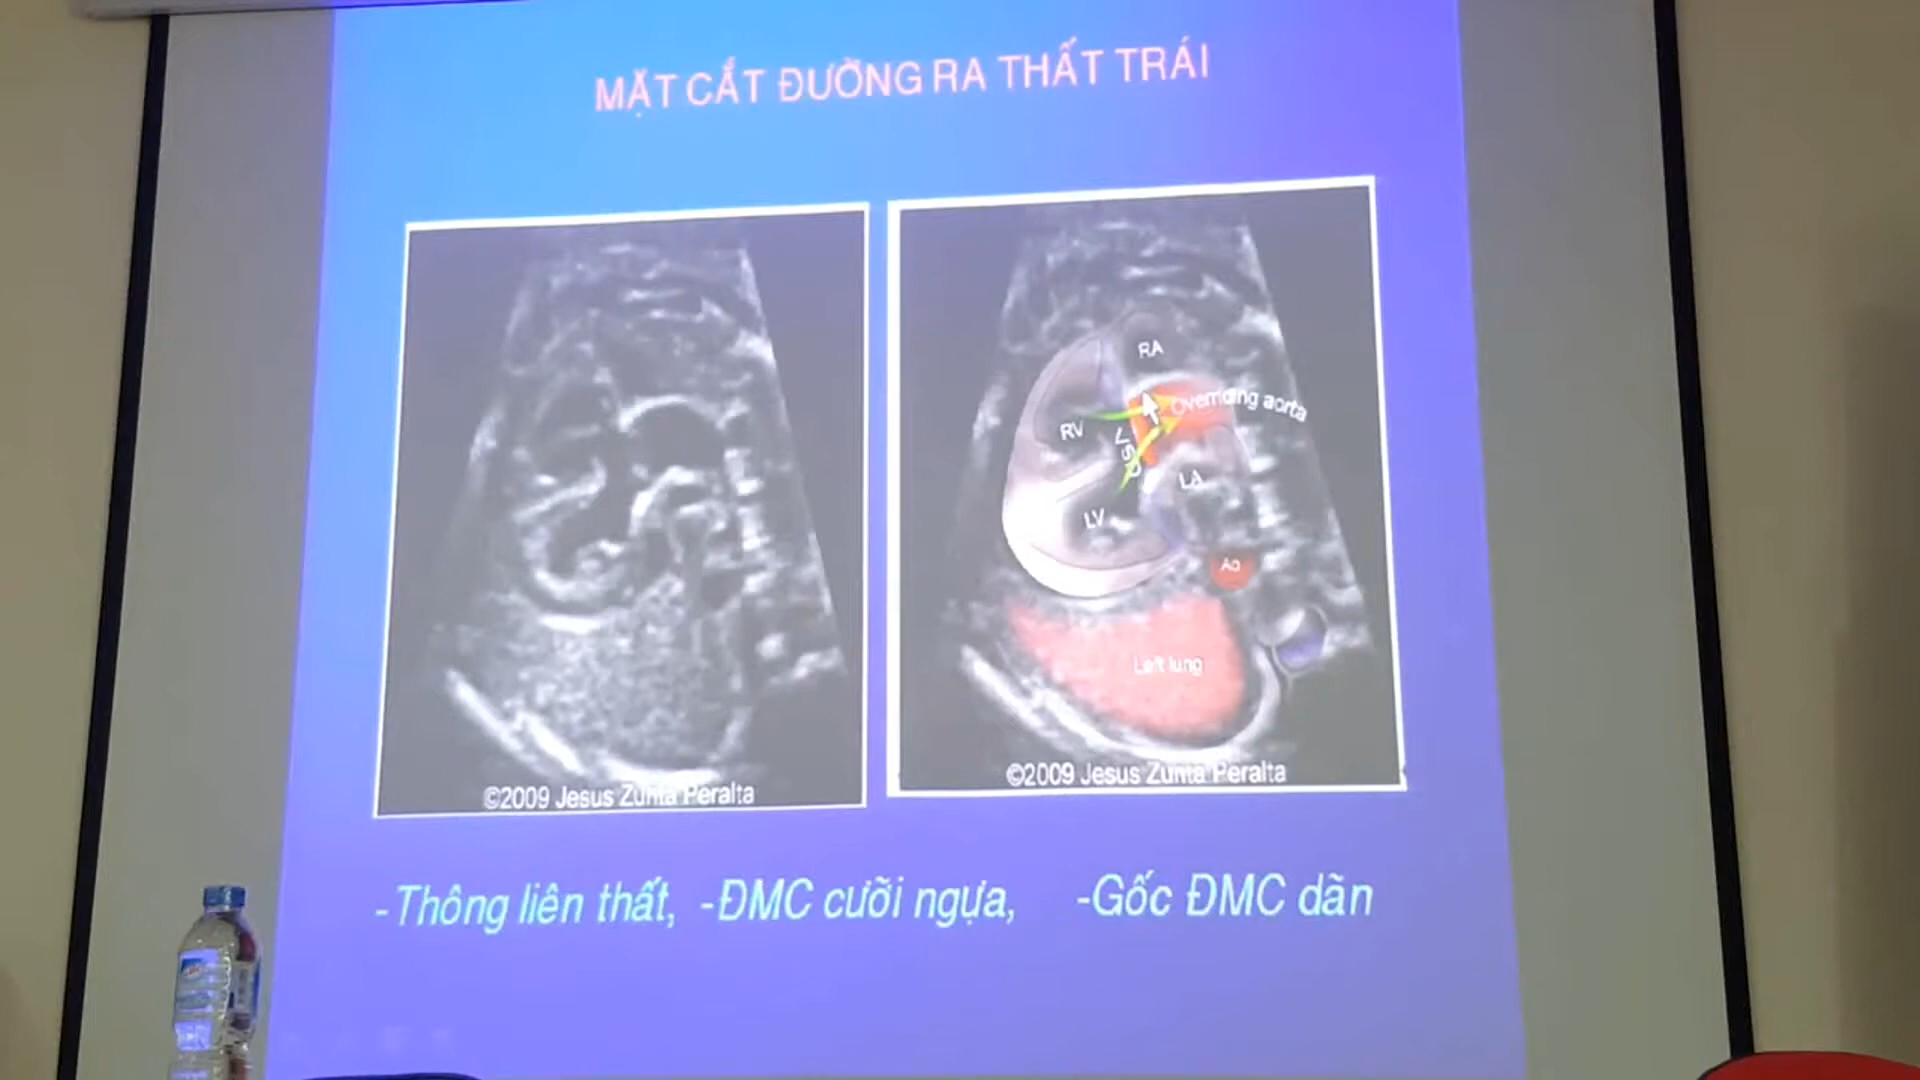 MẶT CẮT ĐƯỜNG RA THẤT TRÁI
RA
Overriding aorta
RV
VSD
LA
LV
Ao
Left lung
©2009 Jesus Zurita Peralta
©2009 Jesus Zurita Peralta
-Thông liên thất, -ĐMC cưỡi ngựa, -Gốc ĐMC dãn